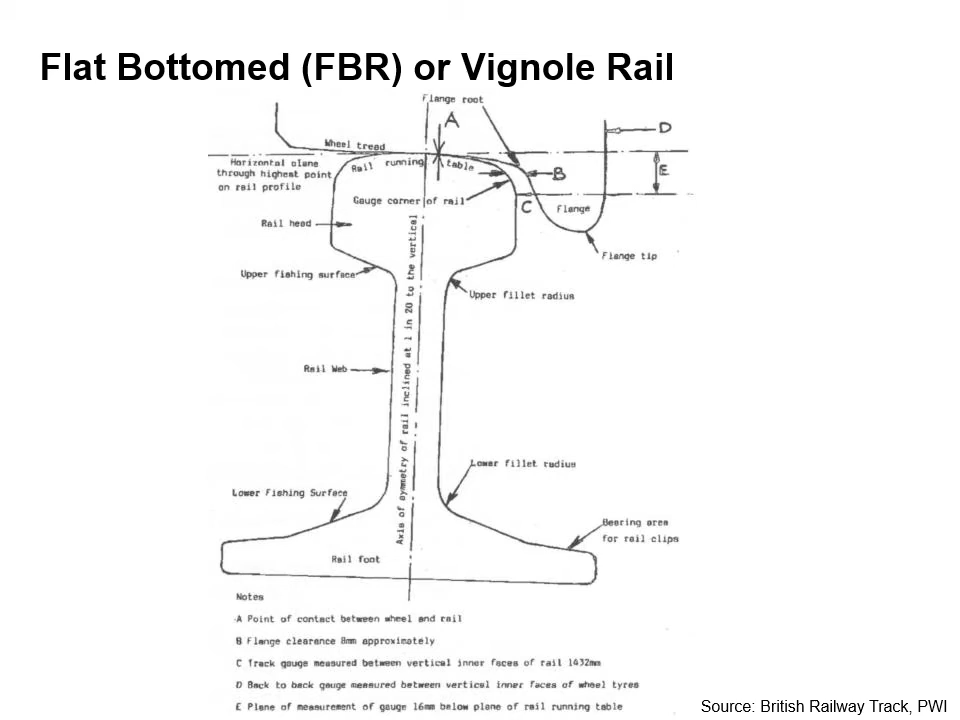 Flat Bottomed (FBR) or Vignole Rail
Flange root
A
D
Wheel tread
Horizontal plane
through highest point
on rail profile
Rail running table
B
E
Gauge corner of rail
C
Flange
Rail head
Flange tip
Upper fishing surface
Upper fillet radius
Axis of symmetry of rail inclined at 1 in 20 to the vertical
Rail Web
Lower fillet radius
Lower Fishing Surface
Bearing area
for rail clips
Rail foot
Notes
A Point of contact between wheel and rail
B Flange clearance 8mm approximately
C Track gauge measured between vertical inner faces of rail 1432mm
D Back to back gauge measured between vertical inner faces of wheel tyres
E Plane of measurement of gauge 16mm below plane of rail running table
Source: British Railway Track, PWI